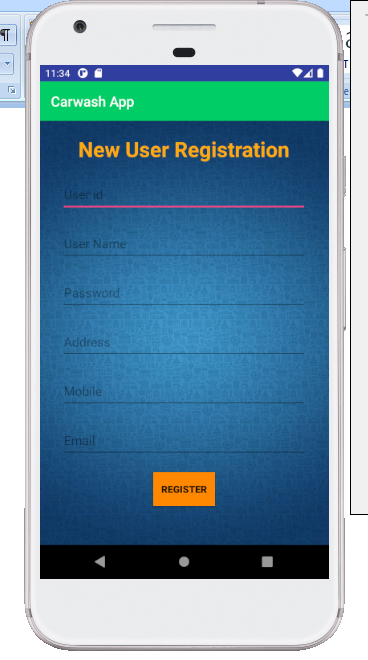 ¶
11:34
Carwash App
New User Registration
User id
User Name
Password
Address
Mobile
Email
REGISTER